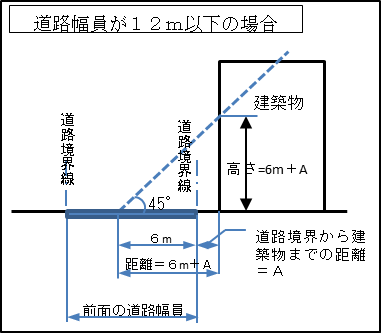 道路幅員が１２ｍ以下の場合
道路境界線
道路境界線
建築物
高さ=6ｍ＋Ａ
45°
６ｍ
距離＝６ｍ＋Ａ
道路境界から建
築物までの距離
＝Ａ
前面の道路幅員